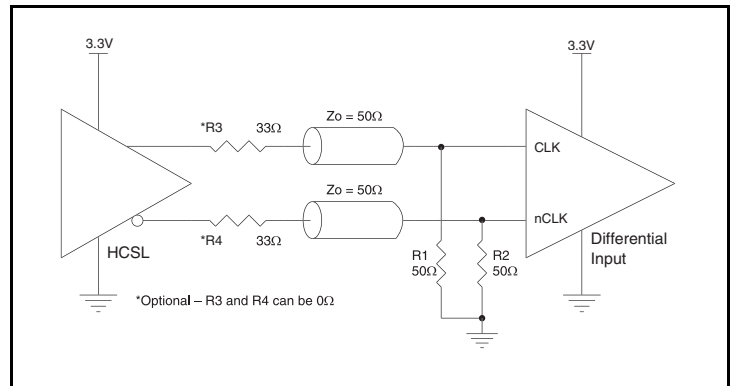 3.3V
3.3V
Zo = 50Ω
*R3
33Ω
CLK
Zo = 50Ω
nCLK
*R4
33Ω
HCSL
R1
50Ω
R2
50Ω
Differential
Input
*Optional – R3 and R4 can be 0Ω